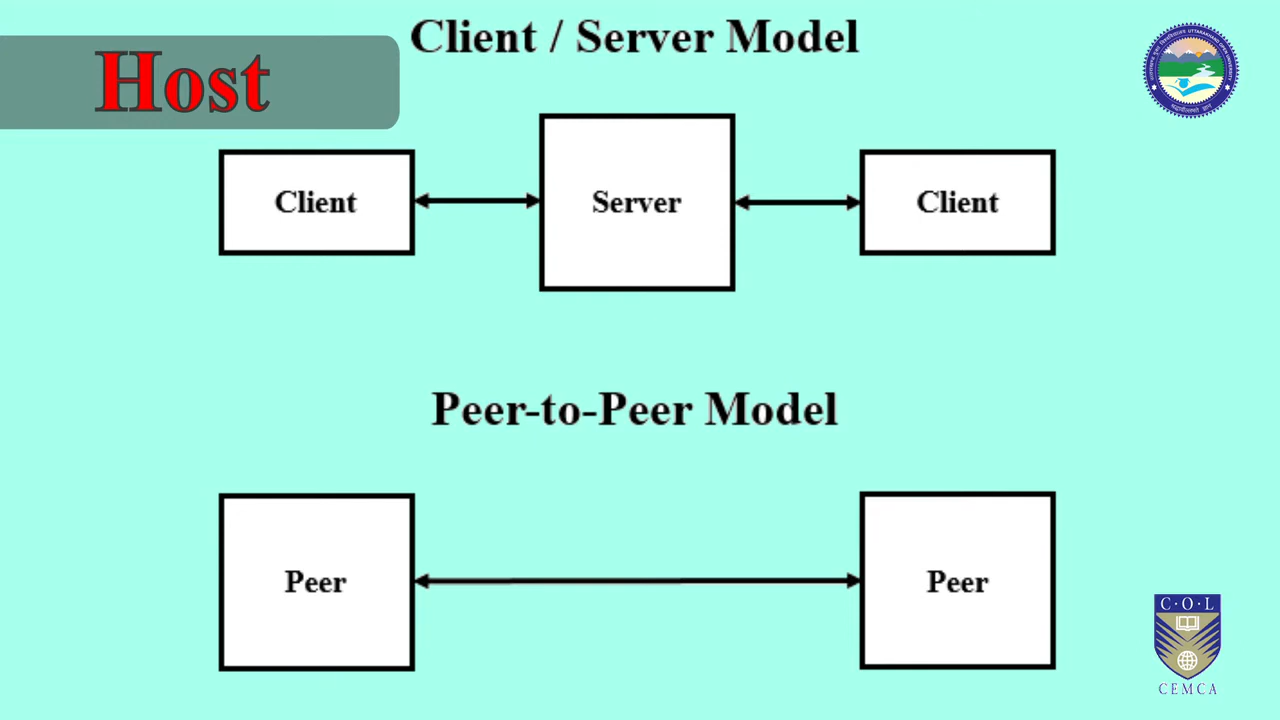 Client / Server Model
Host
Client
Server
Client
Peer-to-Peer Model
Peer
Peer
C·O·L
CEMCA